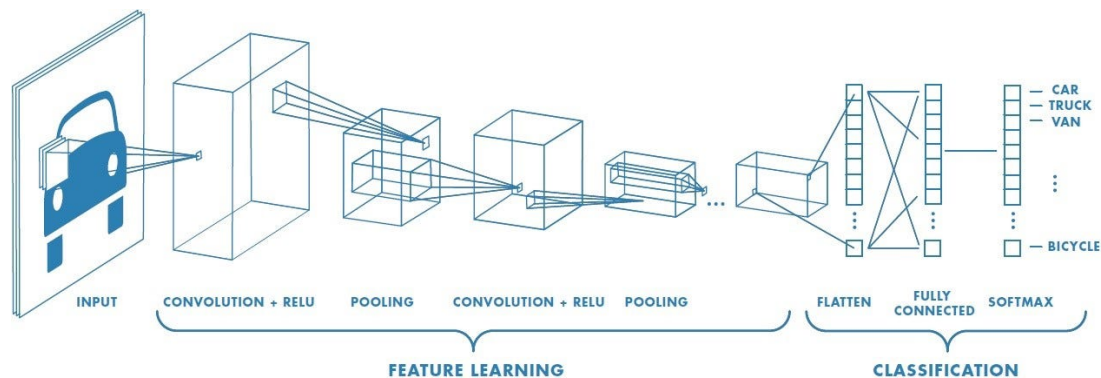 CAR
TRUCK
VAN
BICYCLE
INPUT
CONVOLUTION + RELU
POOLING
CONVOLUTION + RELU
POOLING
FLATTEN
FULLY
CONNECTED
SOFTMAX
FEATURE LEARNING
CLASSIFICATION